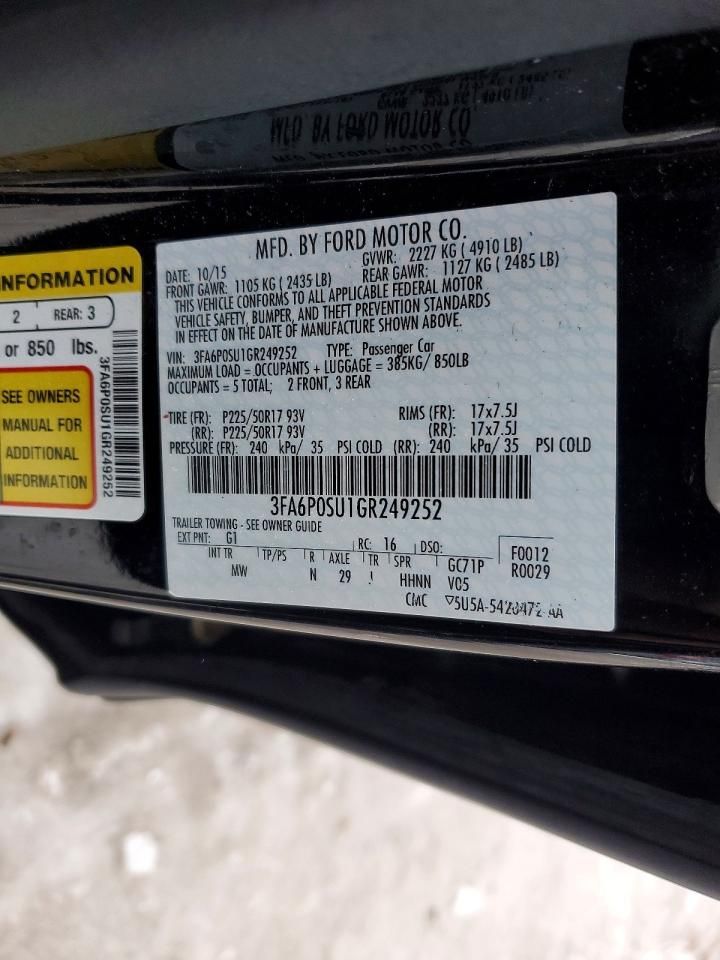 MFD. BY FORD MOTOR CO.
DATE: 10/15 GVWR: 2227 KG ( 4910 LB)
FRONT GAWR: 1105 KG ( 2435 LB) REAR GAWR: 1127 KG ( 2485 LB)
THIS VEHICLE CONFORMS TO ALL APPLICABLE FEDERAL MOTOR
VEHICLE SAFETY, BUMPER, AND THEFT PREVENTION STANDARDS
IN EFFECT ON THE DATE OF MANUFACTURE SHOWN ABOVE.
VIN: 3FA6P0SU1GR249252 TYPE: Passenger Car
MAXIMUM LOAD = OCCUPANTS + LUGGAGE = 385KG/ 850LB
OCCUPANTS = 5 TOTAL; 2 FRONT, 3 REAR
TIRE (FR): P225/50R17 93V RIMS (FR): 17x7.5J
(RR): P225/50R17 93V (RR): 17x7.5J
PRESSURE (FR): 240 kPa/ 35 PSI COLD (RR): 240 kPa/ 35 PSI COLD
3FA6P0SU1GR249252
TRAILER TOWING - SEE OWNER GUIDE
EXT PNT: G1 RC: 16 DSO: F0012
INT TR TP/PS R AXLE TR SPR GC71P R0029
MW N 29 HHNN V05
CMC
INFORMATION
2 REAR: 3
or 850 lbs.
SEE OWNERS
MANUAL FOR
ADDITIONAL
INFORMATION
3FA6P0SU1GR249252
MFD. BY FORD MOTOR CO